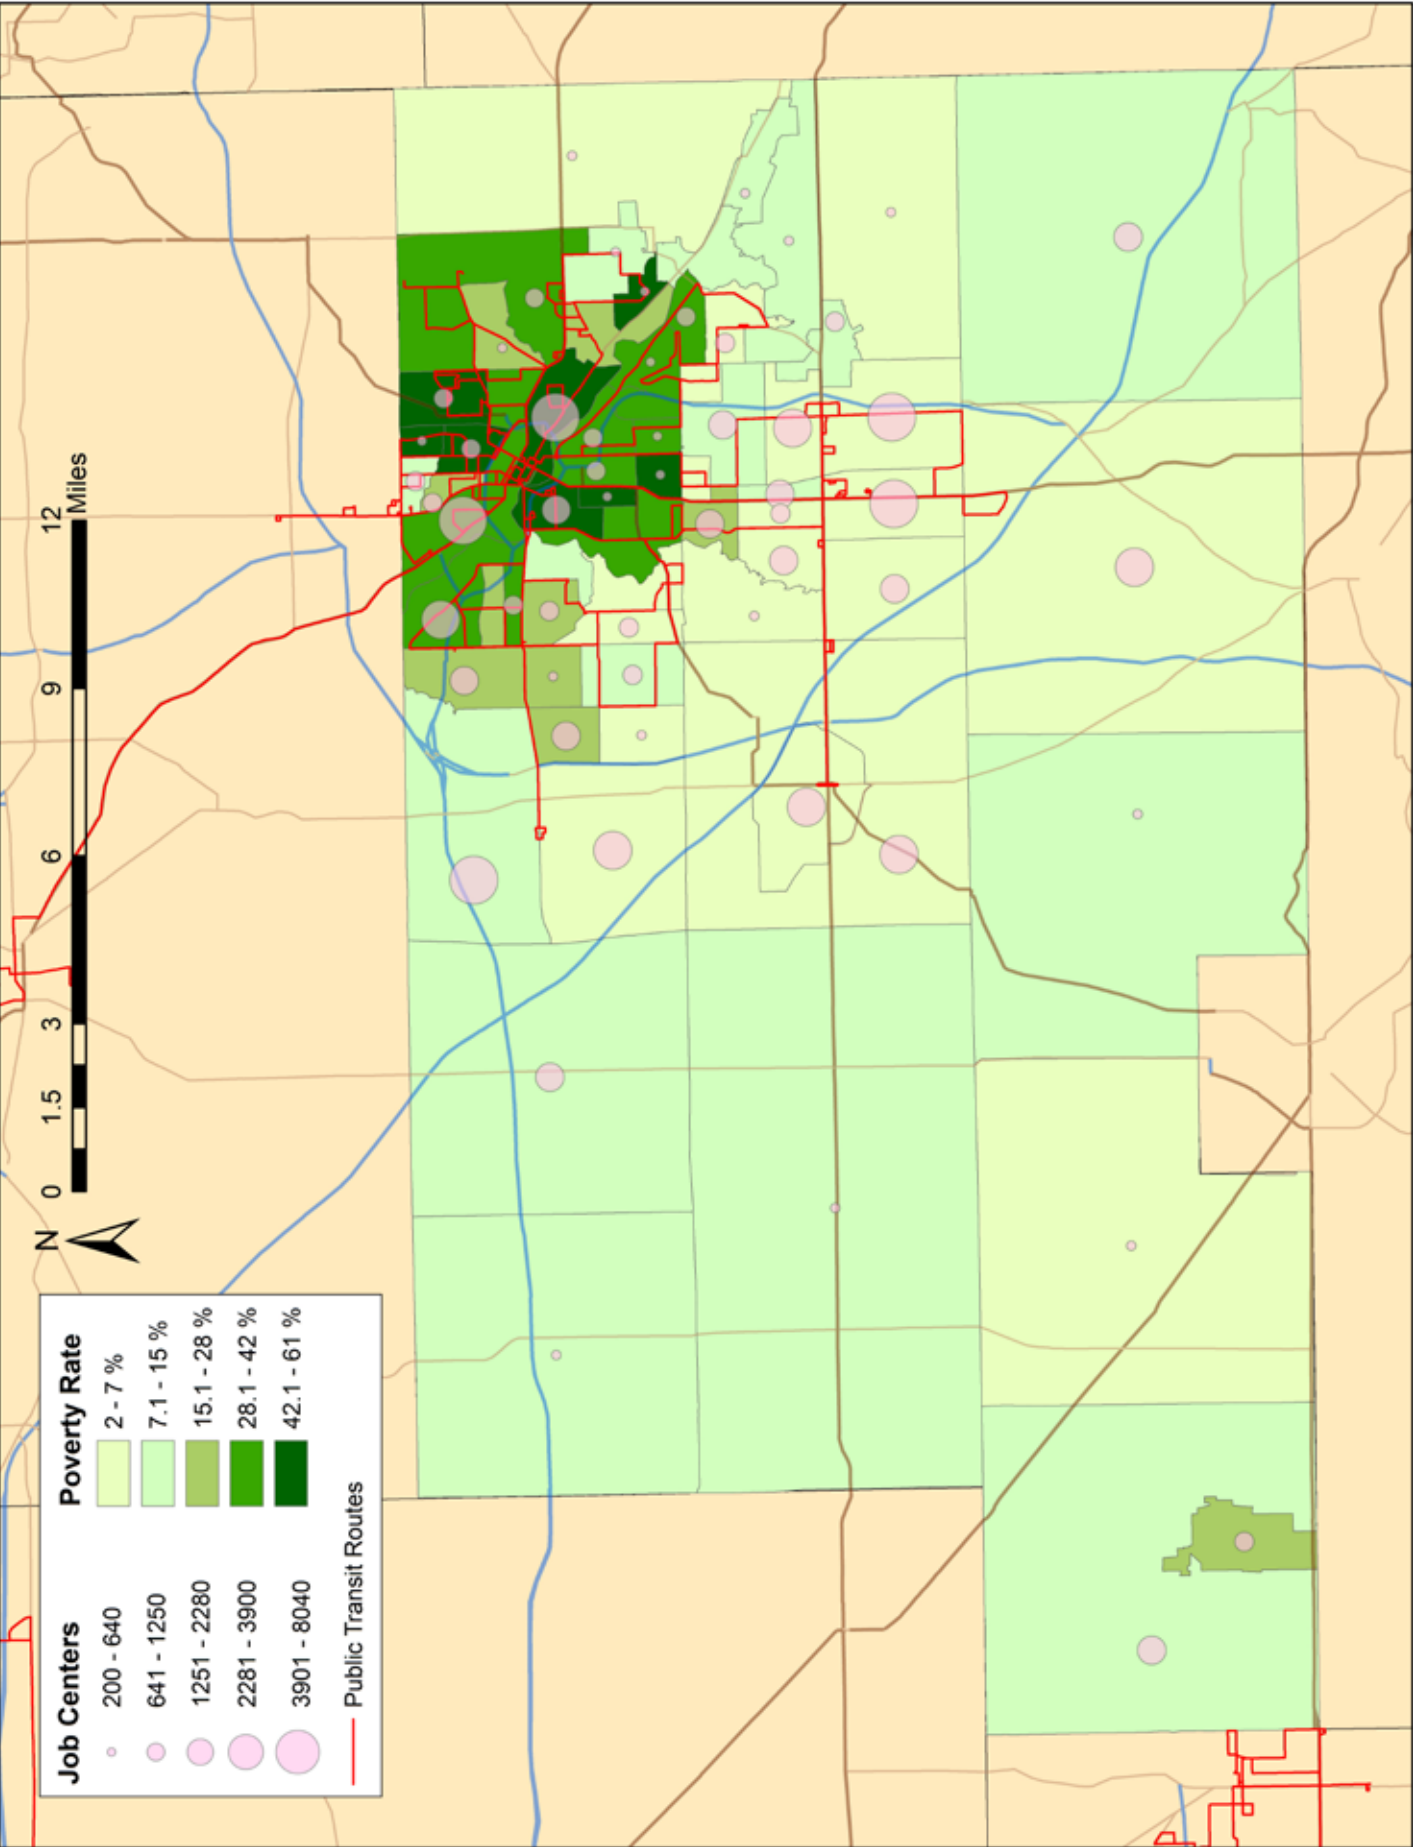 Job Centers
200 - 640
641 - 1250
1251 - 2280
2281 - 3900
3901 - 8040
Public Transit Routes
Poverty Rate
2 - 7 %
7.1 - 15 %
15.1 - 28 %
28.1 - 42 %
42.1 - 61 %
N
0 1.5 3 6 9 12
Miles